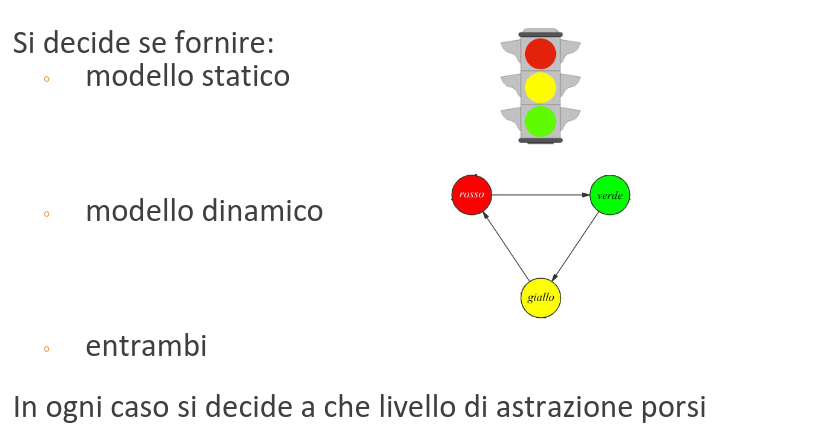 Si decide se fornire:
modello statico
rosso
verde
modello dinamico
giallo
entrambi
In ogni caso si decide a che livello di astrazione porsi